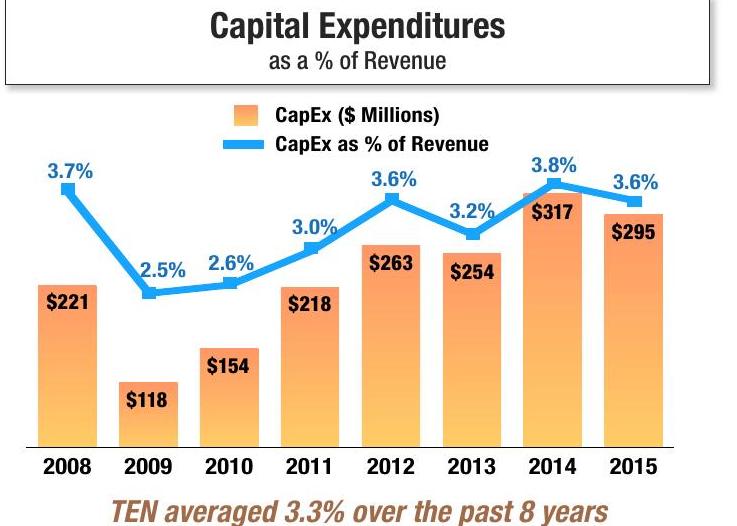 Capital Expenditures
as a % of Revenue
CapEx ($ Millions)
CapEx as % of Revenue
3.7%
2.5%
2.6%
3.0%
3.6%
3.2%
3.8%
3.6%
$221
$118
$154
$218
$263
$254
$317
$295
2008 2009 2010 2011 2012 2013 2014 2015
TEN averaged 3.3% over the past 8 years